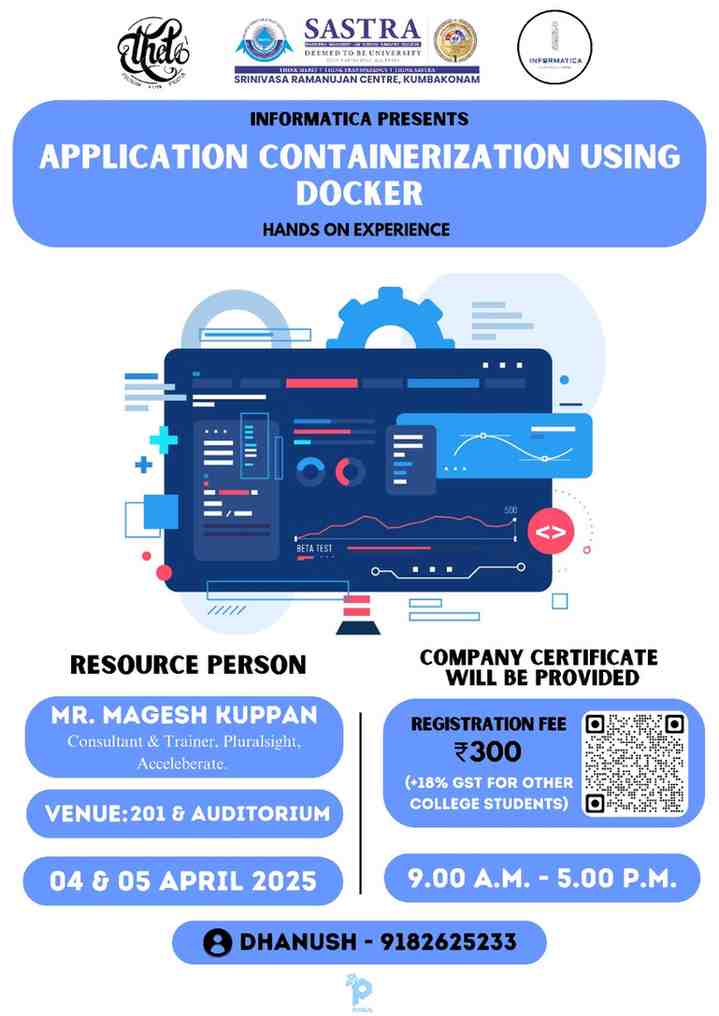 theta
SASTRA
DEEMED TO BE UNIVERSITY
THINK MERIT | THINK TRANSPARENCY | THINK SASTRA
SRINIVASA RAMANUJAN CENTRE, KUMBAKONAM
INFORMATICA
INFORMATICA PRESENTS
APPLICATION CONTAINERIZATION USING
DOCKER
HANDS ON EXPERIENCE
500
BETA TEST
RESOURCE PERSON
MR. MAGESH KUPPAN
Consultant & Trainer, Pluralsight,
Acceleberate.
VENUE:201 & AUDITORIUM
04 & 05 APRIL 2025
COMPANY CERTIFICATE
WILL BE PROVIDED
REGISTRATION FEE
₹300
(+18% GST FOR OTHER
COLLEGE STUDENTS)
9.00 A.M. - 5.00 P.M.
DHANUSH - 9182625233